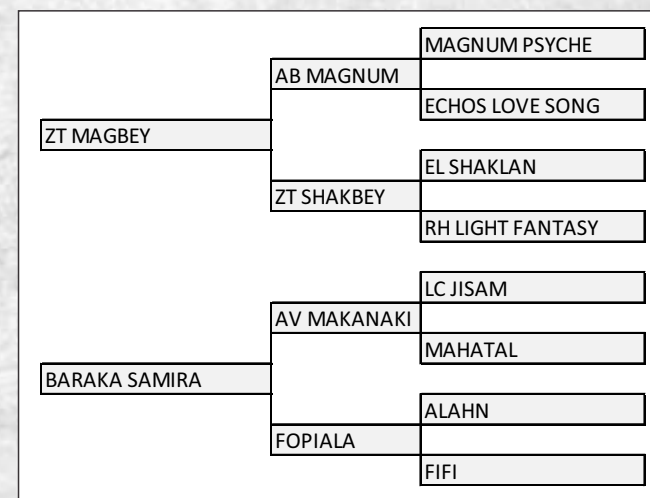 MAGNUM PSYCHE
AB MAGNUM
ECHOS LOVE SONG
ZT MAGBEY
EL SHAKLAN
ZT SHAKBEY
RH LIGHT FANTASY
LC JISAM
AV MAKANAKI
MAHATAL
BARAKA SAMIRA
ALAHN
FOPIALA
FIFI